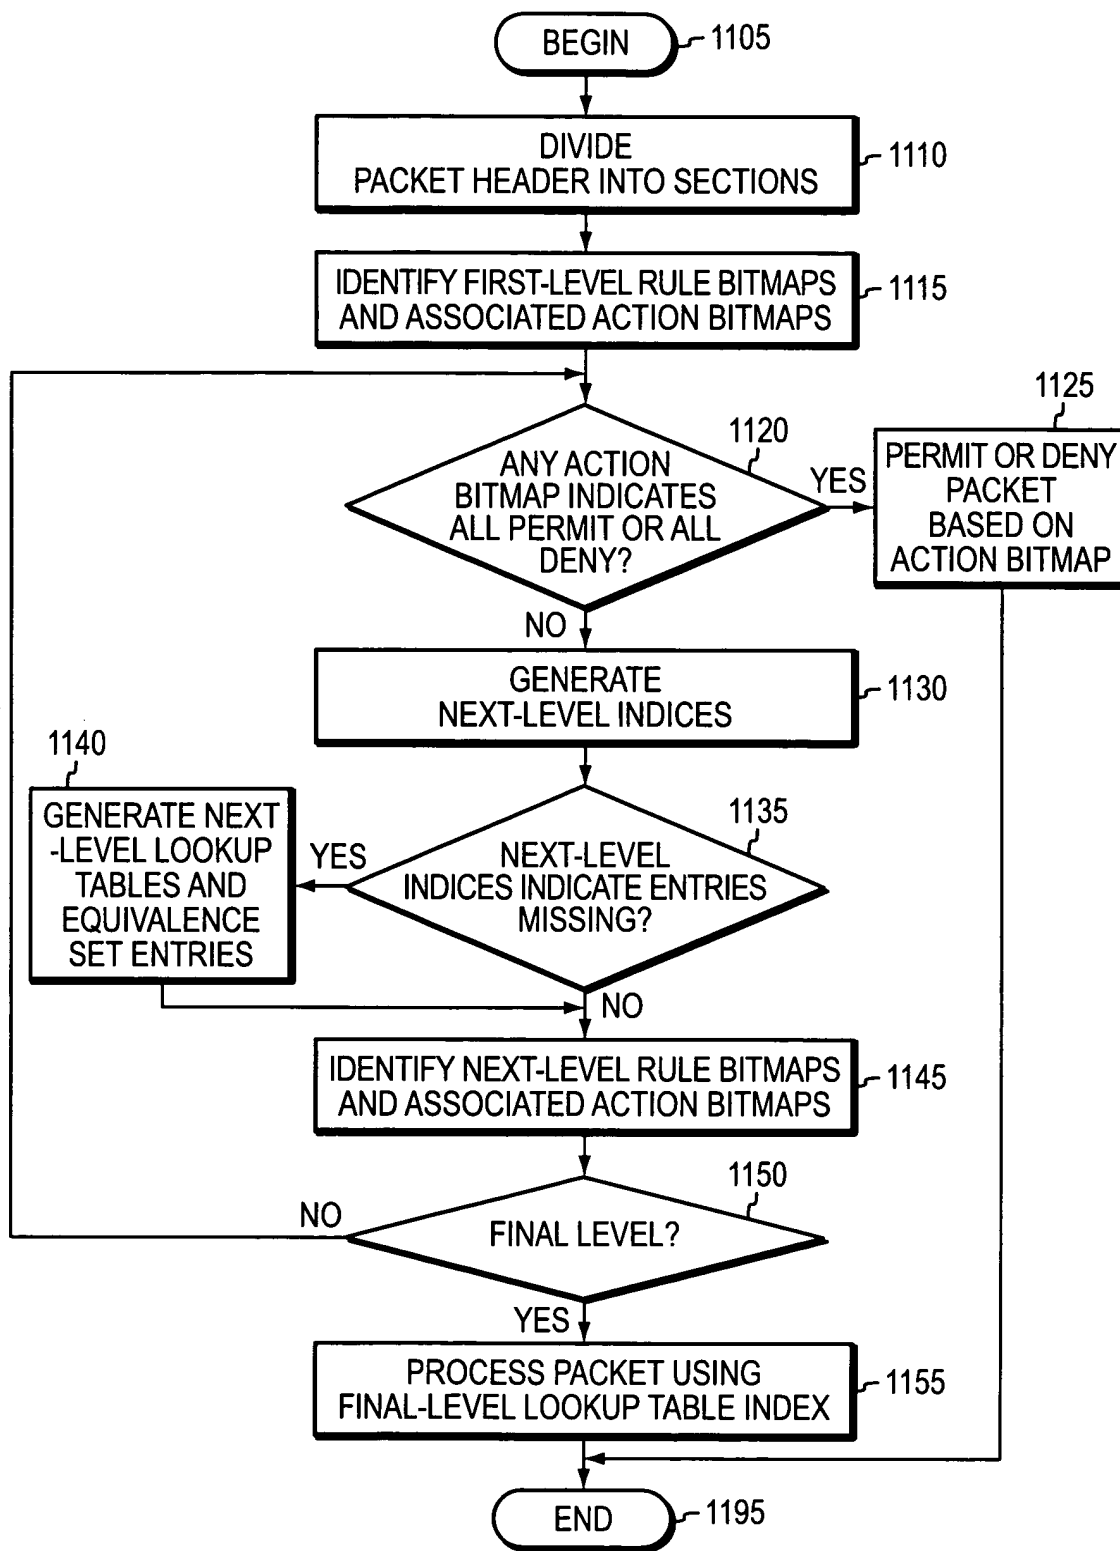 BEGIN
1105
DIVIDE
PACKET HEADER INTO SECTIONS
1110
IDENTIFY FIRST-LEVEL RULE BITMAPS
AND ASSOCIATED ACTION BITMAPS
1115
1120
ANY ACTION
BITMAP INDICATES
ALL PERMIT OR ALL
DENY?
YES
1125
PERMIT OR DENY
PACKET
BASED ON
ACTION BITMAP
NO
GENERATE
NEXT-LEVEL INDICES
1130
1135
NEXT-LEVEL
INDICES INDICATE ENTRIES
MISSING?
YES
1140
GENERATE NEXT
-LEVEL LOOKUP
TABLES AND
EQUIVALENCE
SET ENTRIES
NO
IDENTIFY NEXT-LEVEL RULE BITMAPS
AND ASSOCIATED ACTION BITMAPS
1145
1150
FINAL LEVEL?
NO
YES
PROCESS PACKET USING
FINAL-LEVEL LOOKUP TABLE INDEX
1155
END
1195